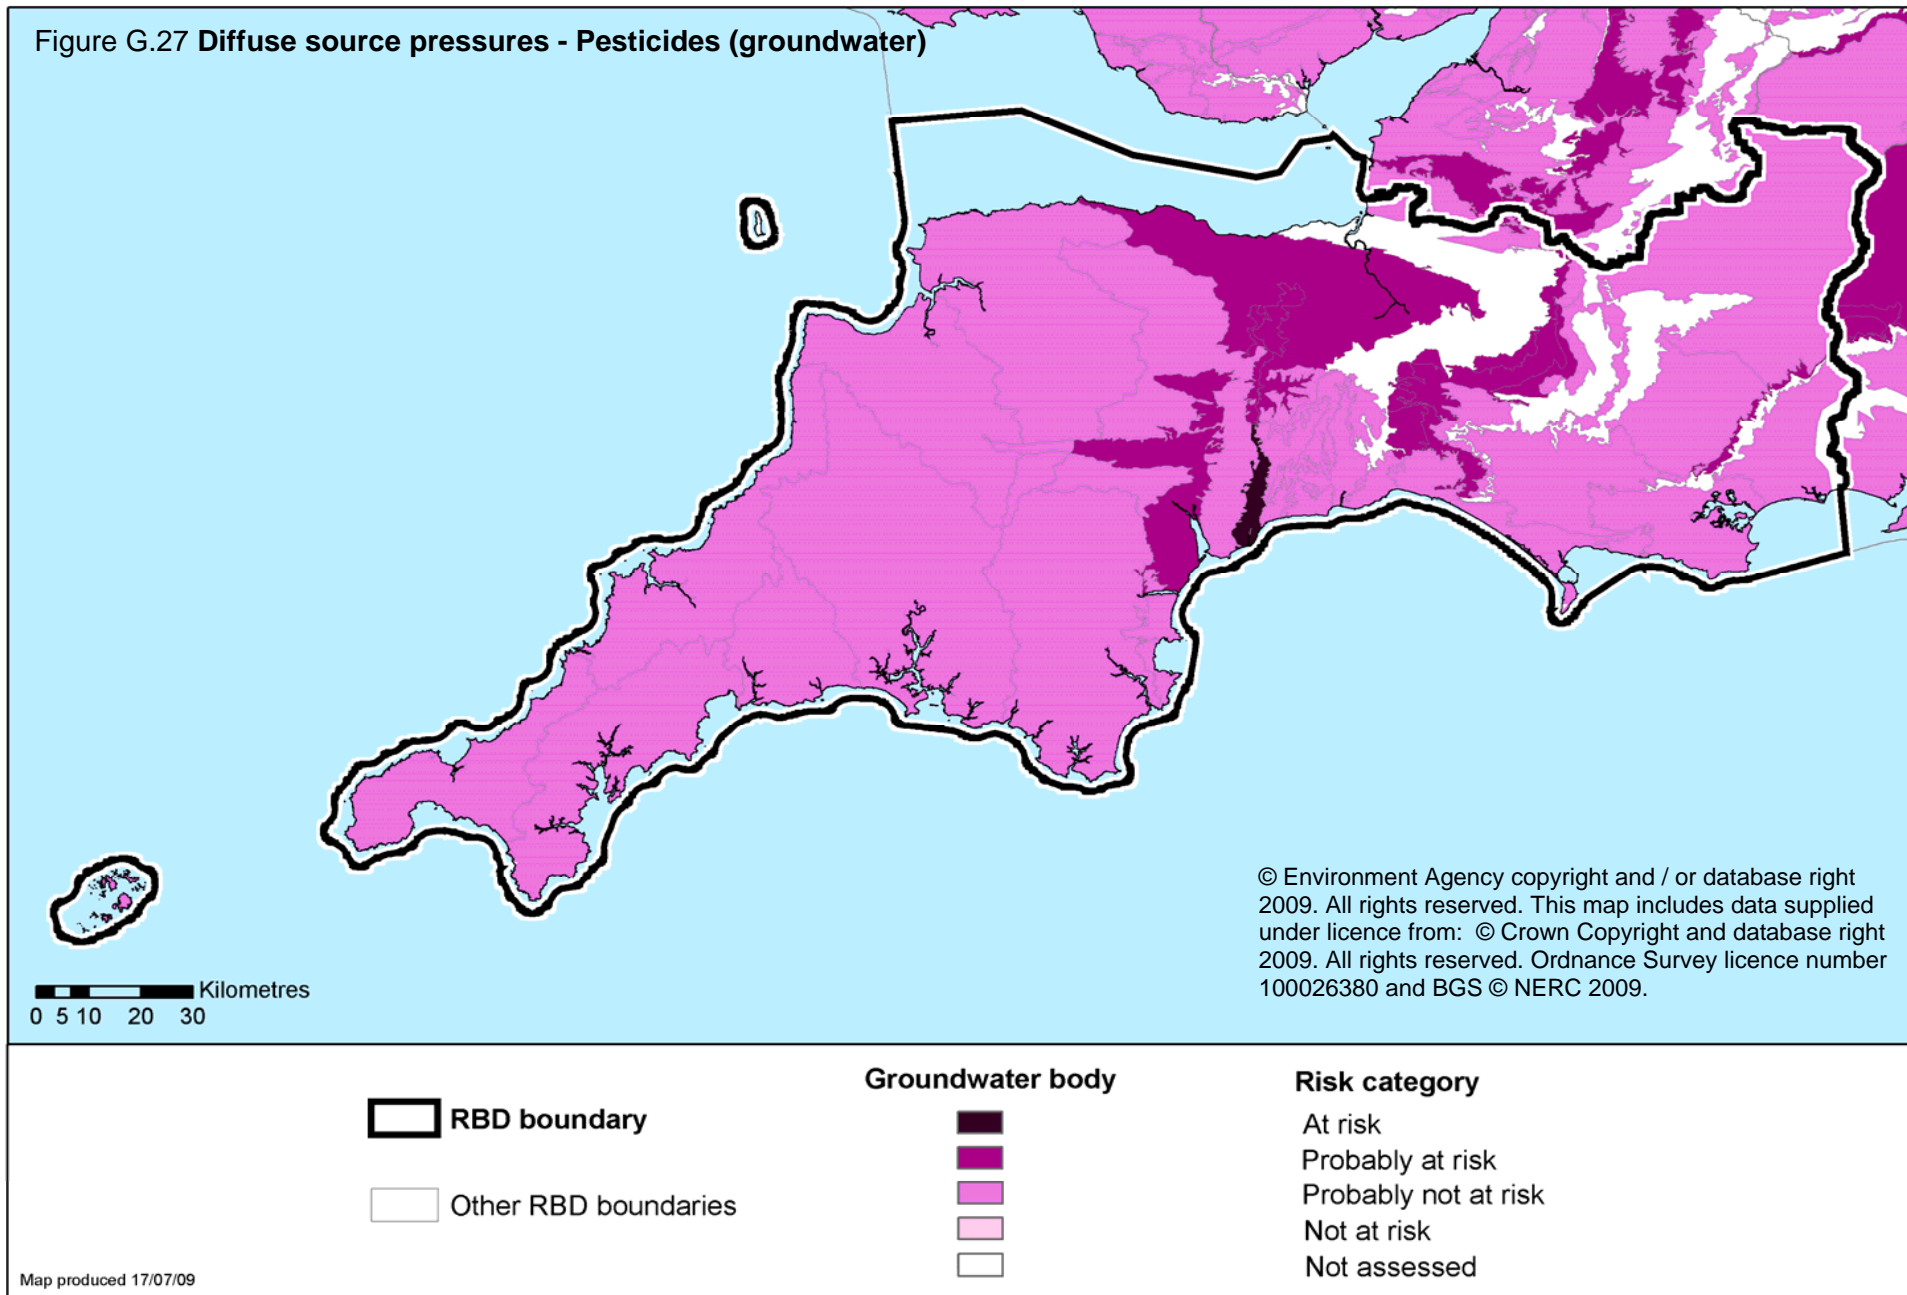 Figure G.27 Diffuse source pressures - Pesticides (groundwater)
© Environment Agency copyright and / or database right
2009. All rights reserved. This map includes data supplied
under licence from: © Crown Copyright and database right
2009. All rights reserved. Ordnance Survey licence number
100026380 and BGS © NERC 2009.
Kilometres
0 5 10 20 30
Groundwater body
Risk category
RBD boundary
At risk
Probably at risk
Probably not at risk
Other RBD boundaries
Not at risk
Not assessed
Map produced 17/07/09